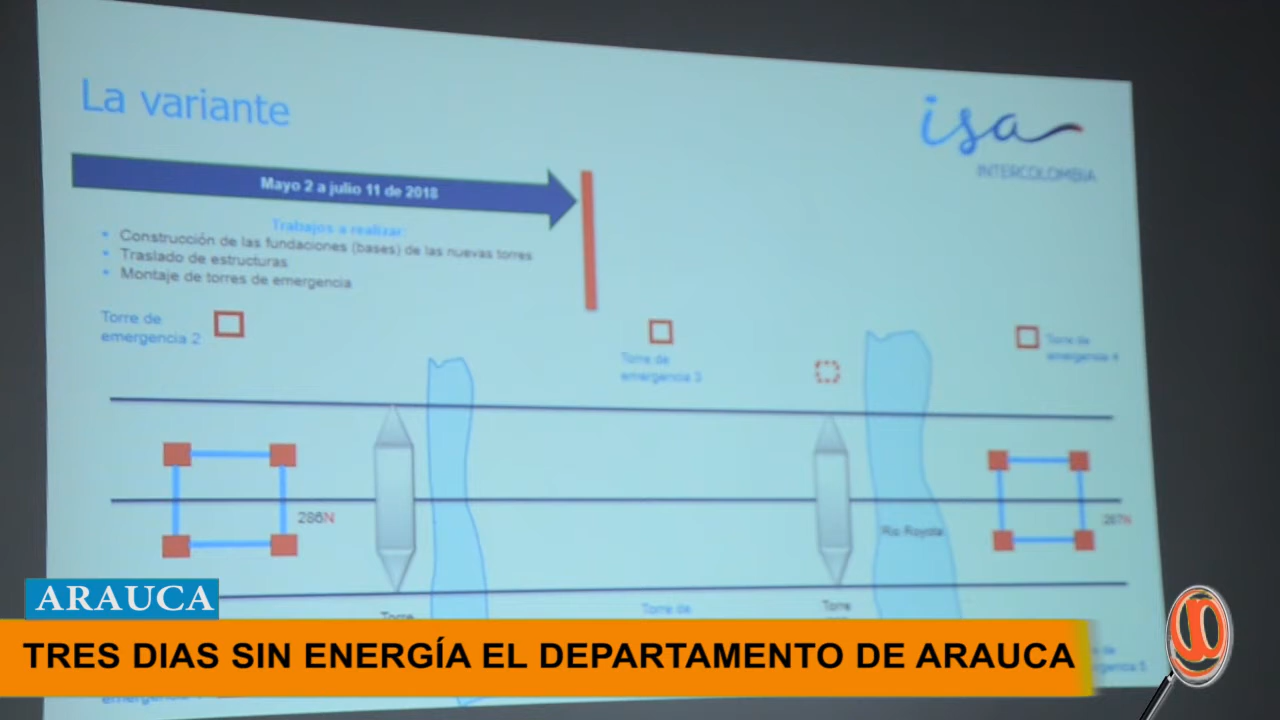 La variante
isa
INTERCOLOMBIA
Mayo 2 a julio 11 de 2018
Trabajos a realizar:
• Construcción de las fundaciones (bases) de las nuevas torres
• Traslado de estructuras
• Montaje de torres de emergencia
Torre de
emergencia 2
Torre de
emergencia 3
Torre de
emergencia 4
286N
Rio Royota
287N
Torre
Torre de
Torre
ARAUCA
TRES DIAS SIN ENERGÍA EL DEPARTAMENTO DE ARAUCA